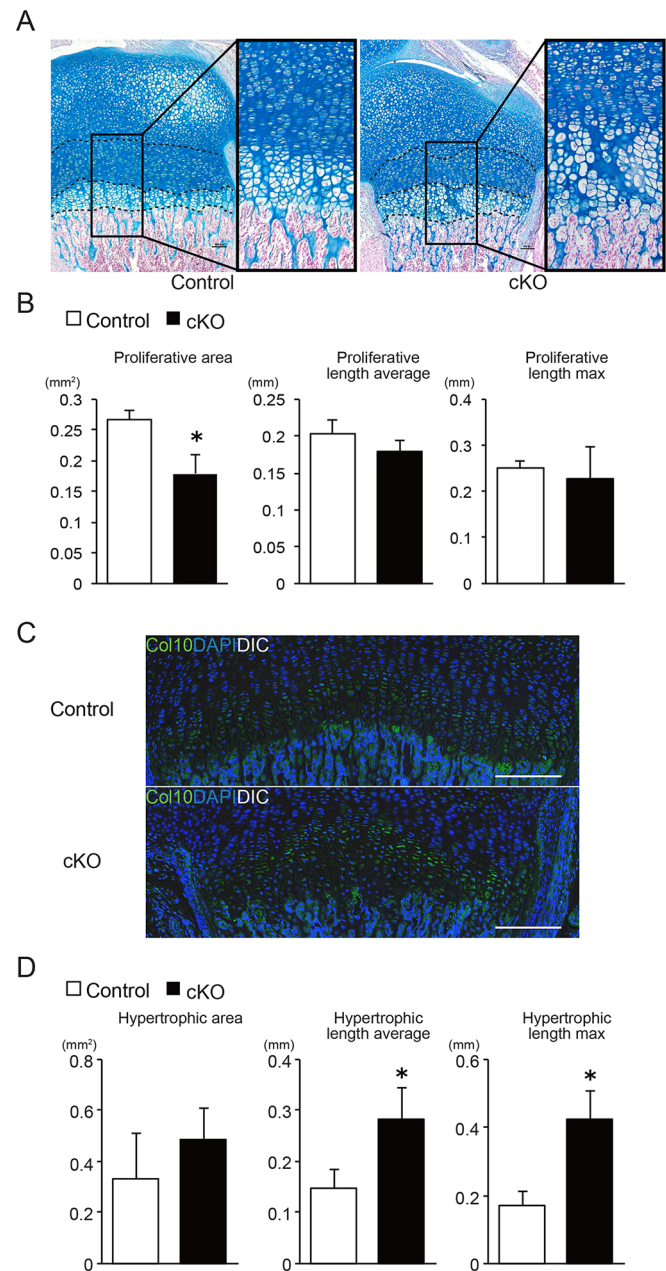 A
Control
cKO
B
Control cKO
Proliferative area
(mm²)
0.3
0.25
0.2
0.15
0.1
0.05
0
*
Proliferative
length average
(mm)
0.25
0.2
0.15
0.1
0.05
0
Proliferative
length max
(mm)
0.4
0.3
0.2
0.1
0
C
Control
Col10DAPIDIC
cKO
Col10DAPIDIC
D
Control cKO
Hypertrophic area
(mm²)
0.8
0.6
0.4
0.2
0
Hypertrophic
length average
(mm)
0.4
0.3
0.2
0.1
0
*
Hypertrophic
length max
(mm)
0.6
0.4
0.2
0
*